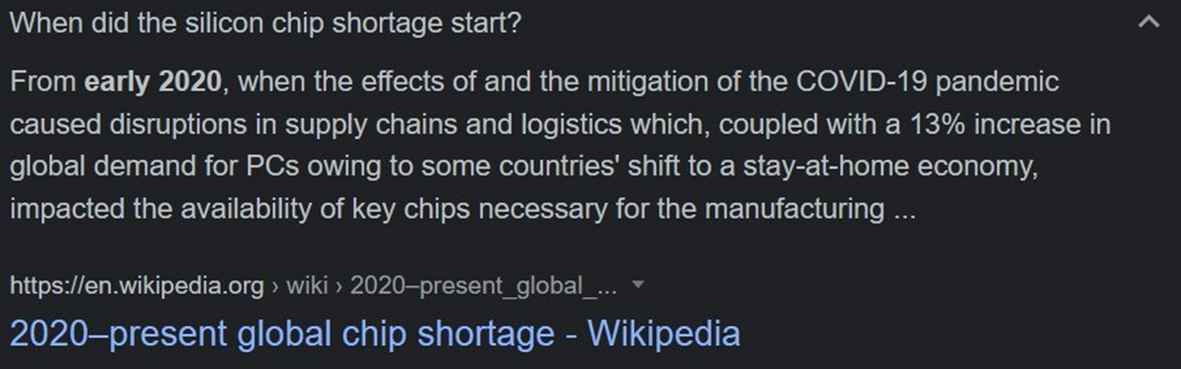 When did the silicon chip shortage start?
From early 2020, when the effects of and the mitigation of the COVID-19 pandemic
caused disruptions in supply chains and logistics which, coupled with a 13% increase in
global demand for PCs owing to some countries' shift to a stay-at-home economy,
impacted the availability of key chips necessary for the manufacturing ...
https://en.wikipedia.org › wiki › 2020–present_global_...
2020–present global chip shortage - Wikipedia